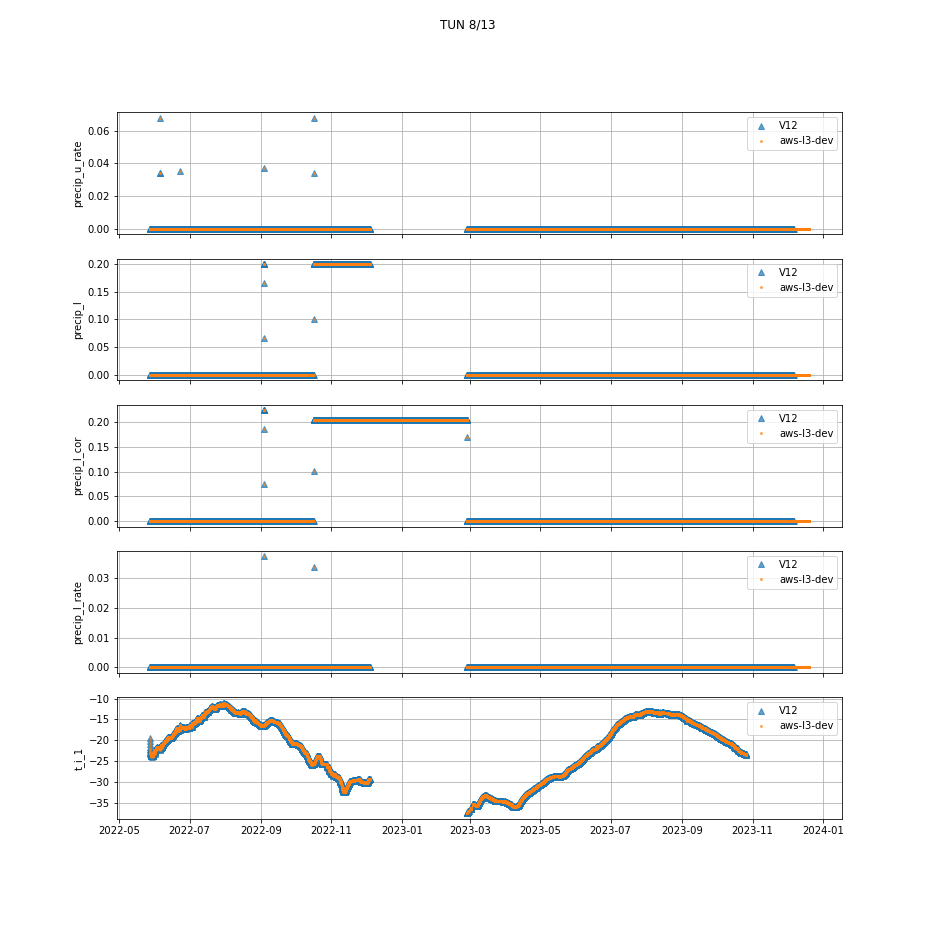 TUN 8/13
precip_u_rate
0.06
0.04
0.02
0.00
V12
aws-l3-dev
precip_l
0.20
0.15
0.10
0.05
0.00
V12
aws-l3-dev
precip_l_cor
0.20
0.15
0.10
0.05
0.00
V12
aws-l3-dev
precip_l_rate
0.03
0.02
0.01
0.00
V12
aws-l3-dev
t_i_1
−10
−15
−20
−25
−30
−35
V12
aws-l3-dev
2022-05 2022-07 2022-09 2022-11 2023-01 2023-03 2023-05 2023-07 2023-09 2023-11 2024-01